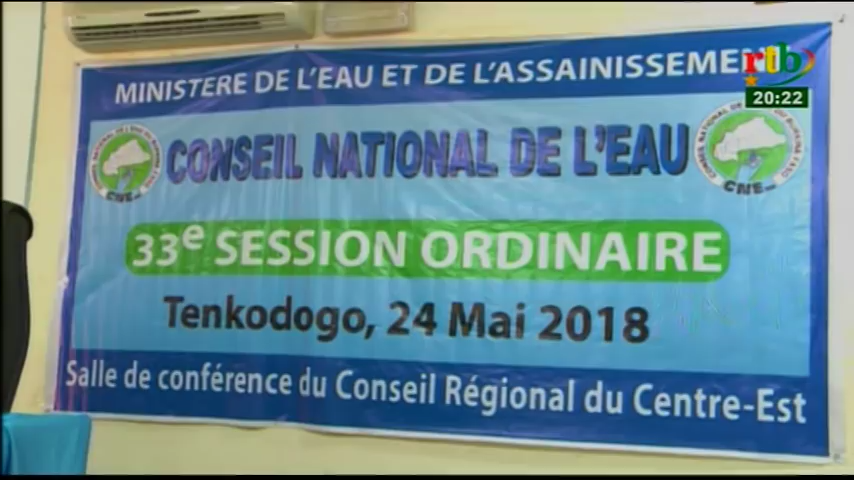 MINISTERE DE L'EAU ET DE L'ASSAINISSEMENT
rtb
20:22
CONSEIL NATIONAL DE L'EAU
CNE
CNE
33e SESSION ORDINAIRE
Tenkodogo, 24 Mai 2018
Salle de conférence du Conseil Régional du Centre-Est